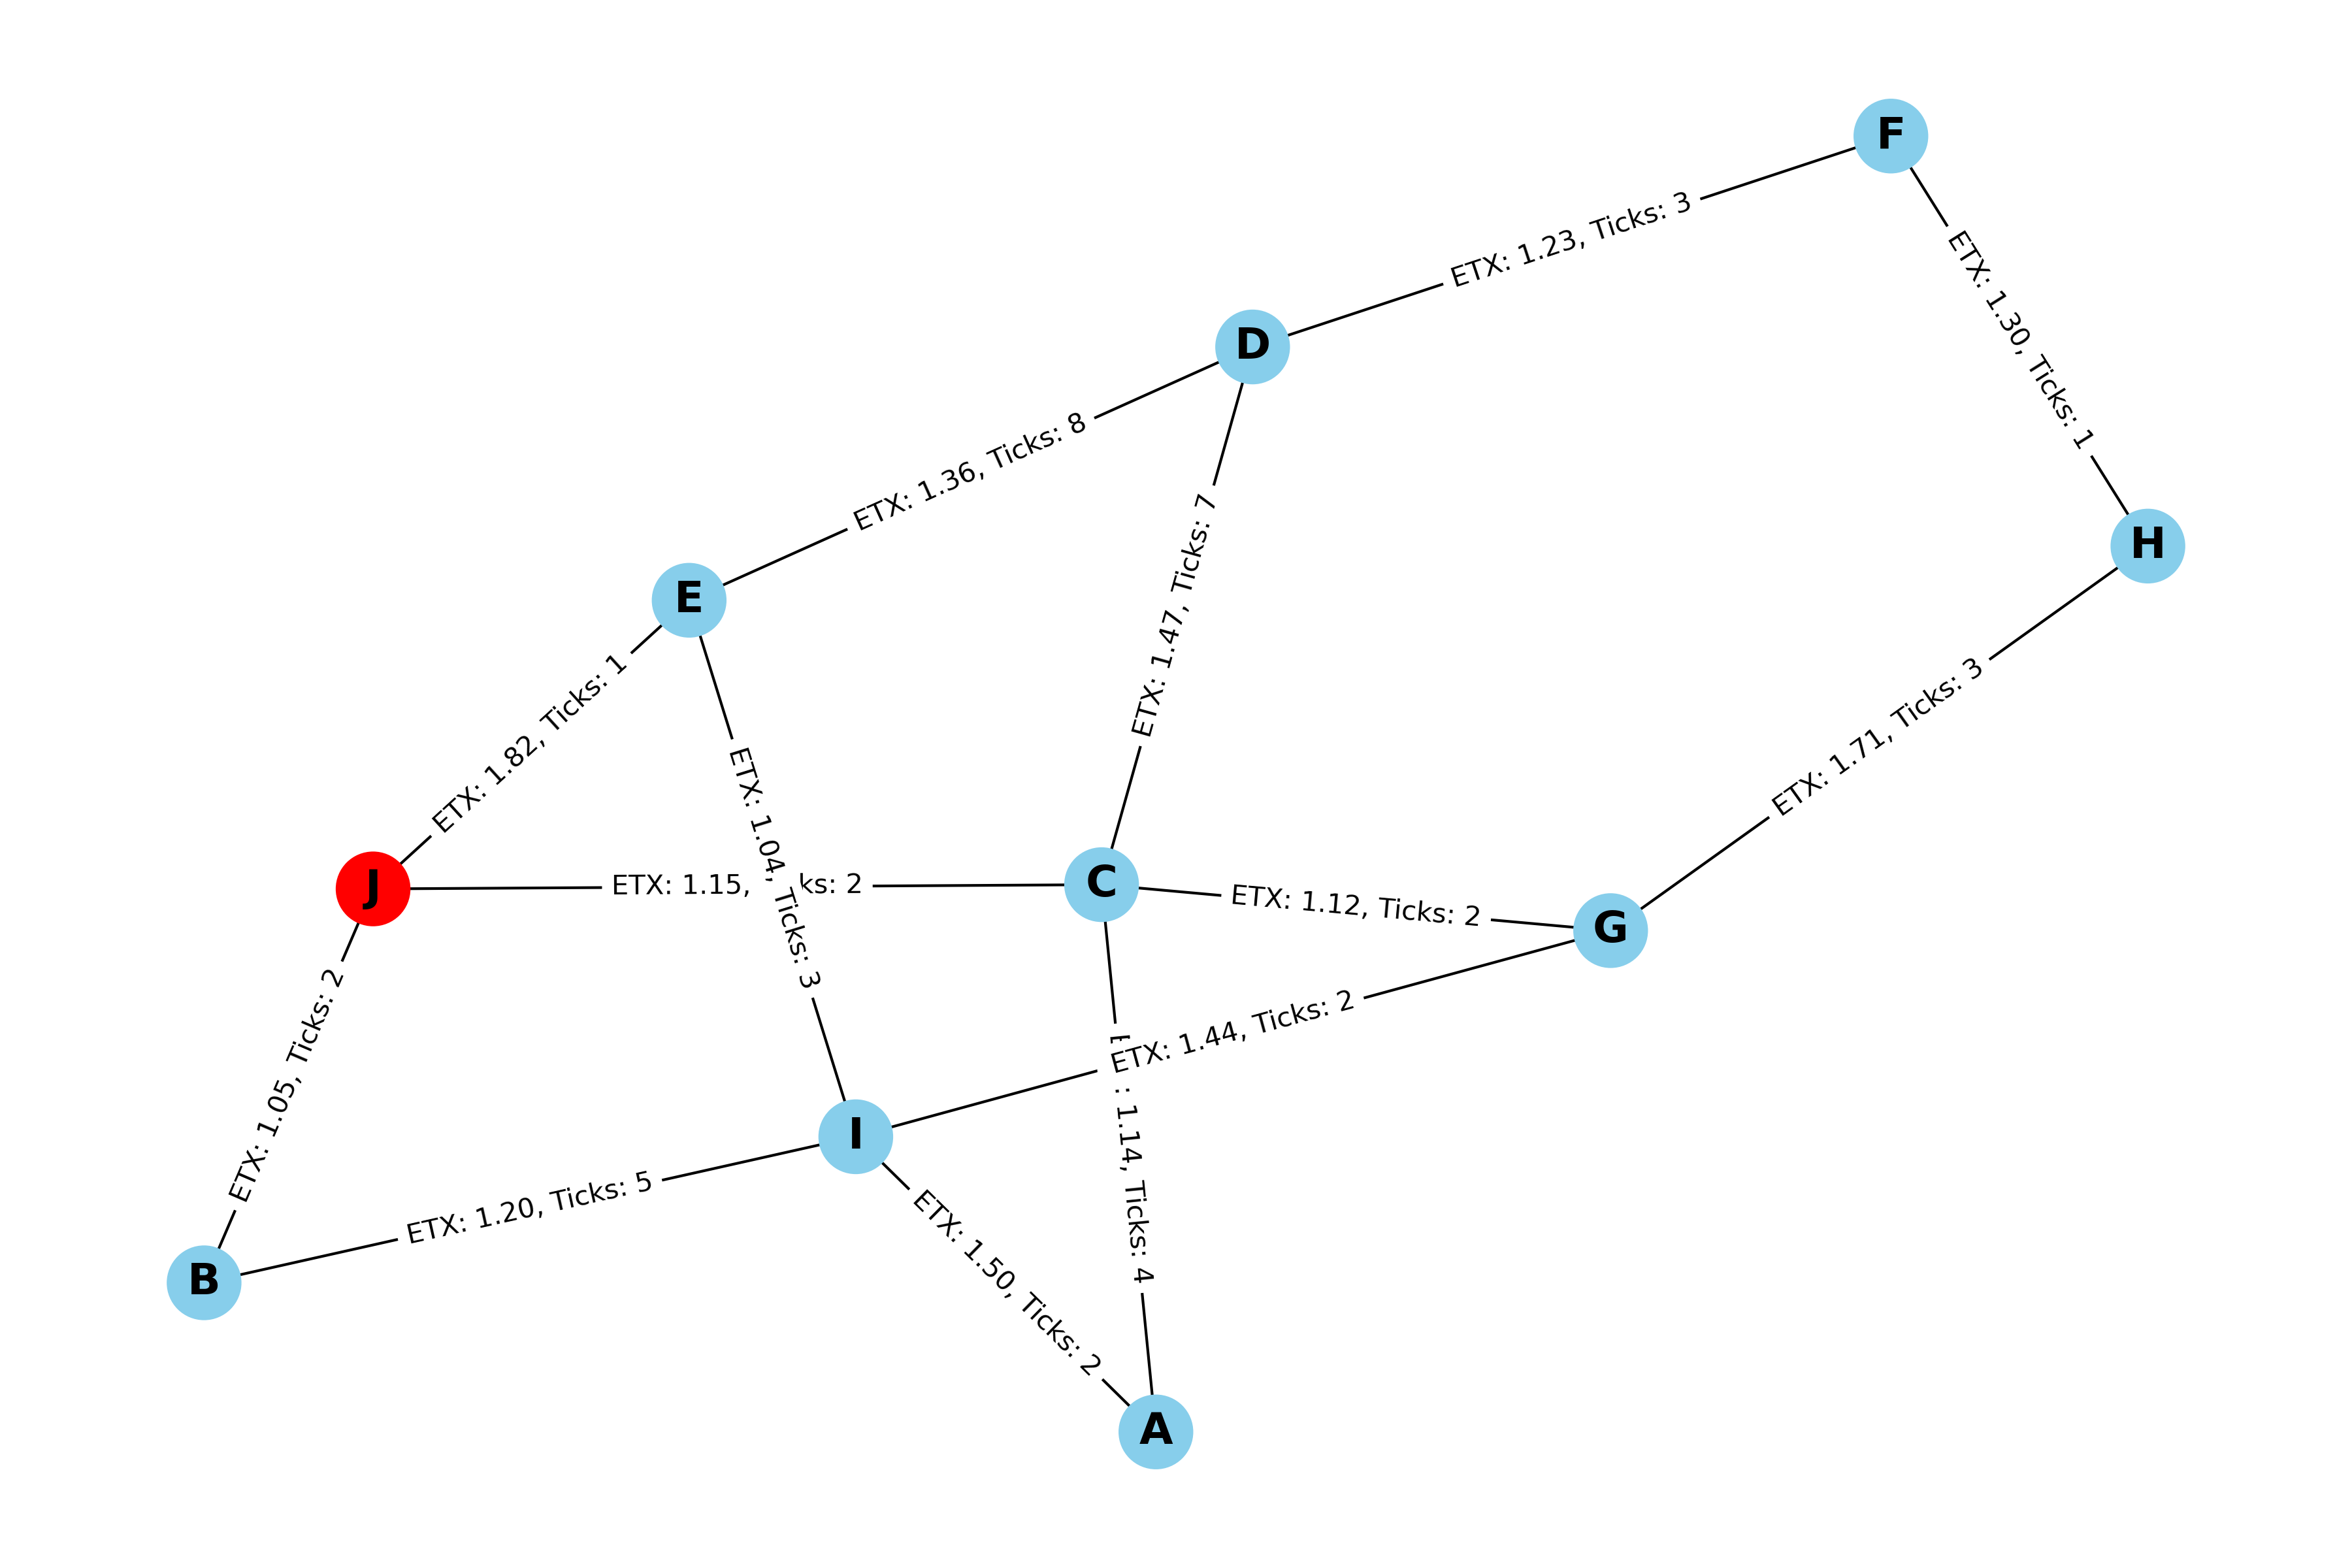 F
ETX: 1.23, Ticks: 3
D
ETX: 1.30, Ticks: 1
ETX: 1.36, Ticks: 8
H
E
ETX: 1.47, Ticks: 7
ETX: 1.82, Ticks: 1
ETX: 1.71, Ticks: 3
ETX: 1.04, Ticks: 3
J
ETX: 1.15, ks: 2
C
ETX: 1.12, Ticks: 2
G
ETX: 1.44, Ticks: 2
ETX: 1.05, Ticks: 2
: 1.14, Ticks: 4
I
ETX: 1.20, Ticks: 5
B
ETX: 1.50, Ticks: 2
A